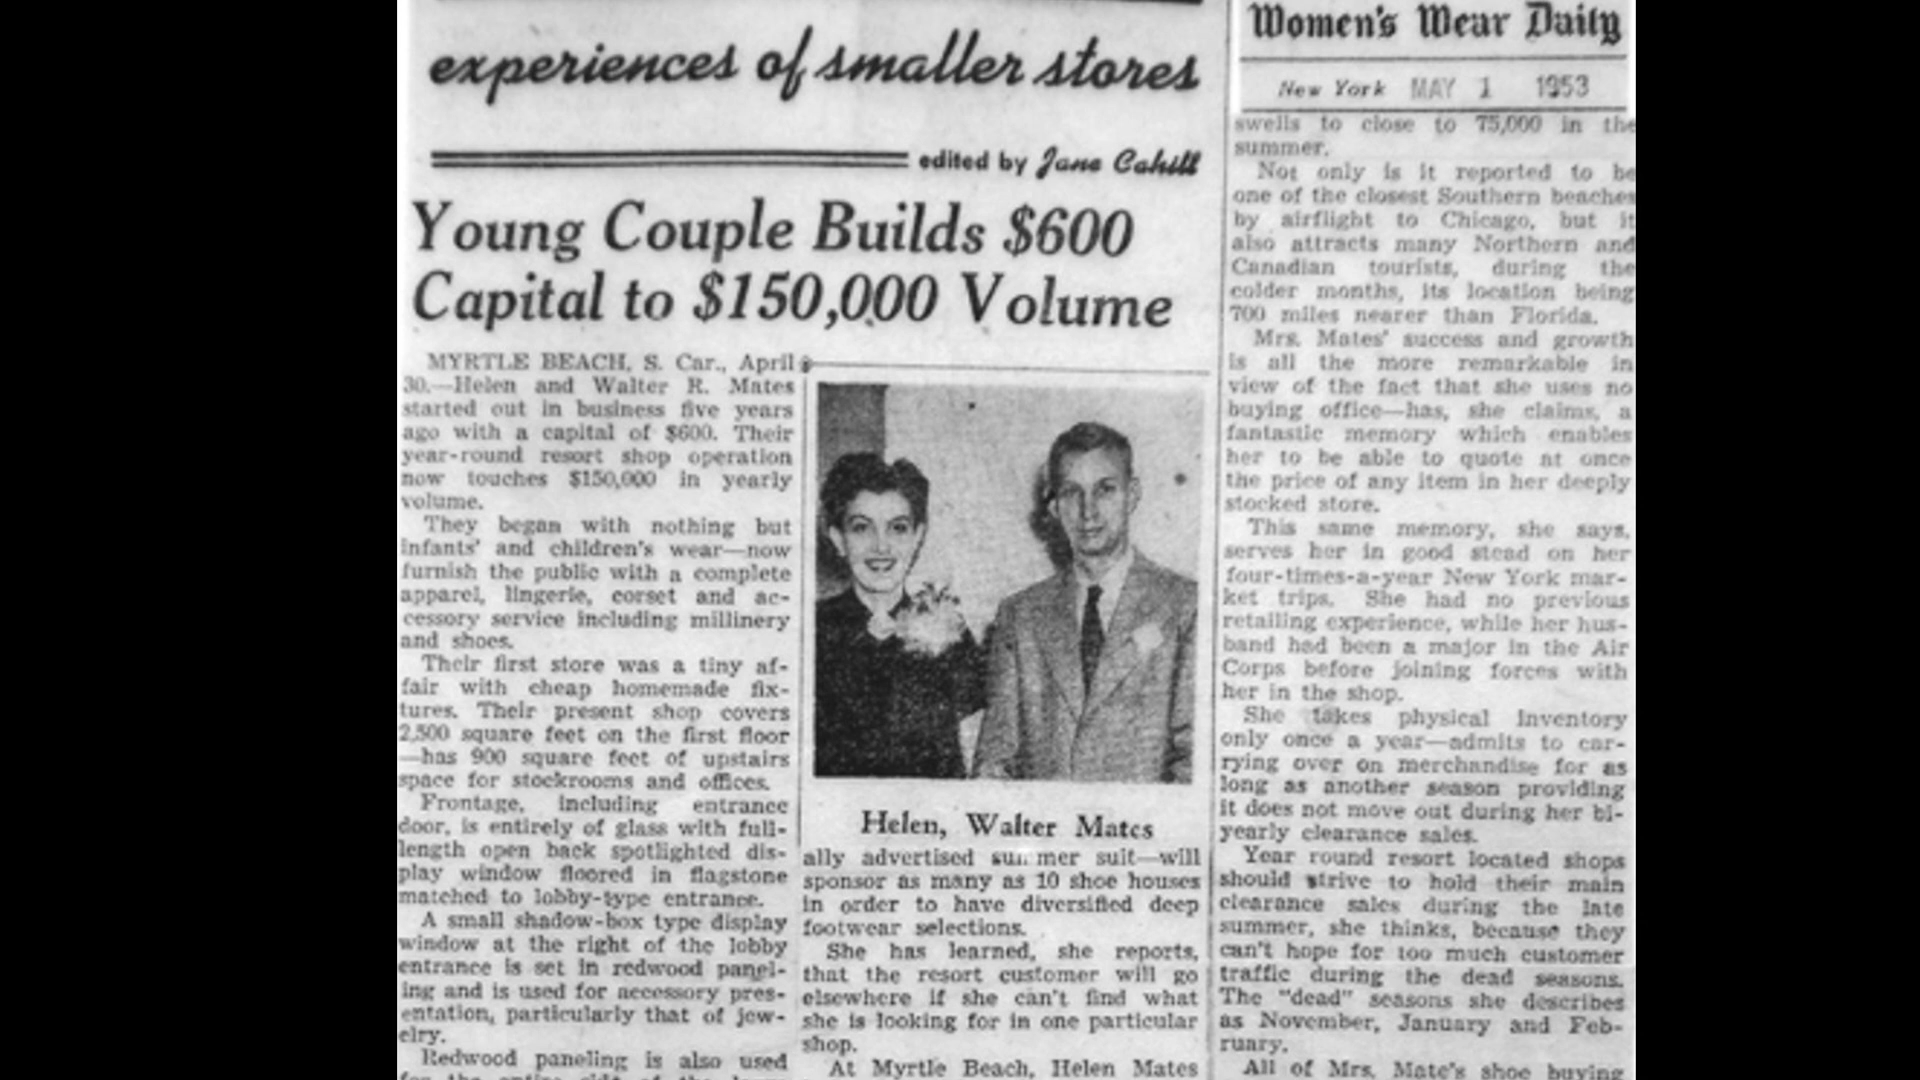 experiences of smaller stores
edited by Jane Cahill
Young Couple Builds $600
Capital to $150,000 Volume
MYRTLE BEACH, S. Car., April
30.—Helen and Walter R. Mates
started out in business five years
ago with a capital of $600. Their
year-round resort shop operation
now touches $150,000 in yearly
volume.
They began with nothing but
infants' and children's wear—now
furnish the public with a complete
apparel, lingerie, corset and ac-
cessory service including millinery
and shoes.
Their first store was a tiny af-
fair with cheap homemade fix-
tures. Their present shop covers
2,500 square feet on the first floor
—has 900 square feet of upstairs
space for stockrooms and offices.
Frontage, including entrance
door, is entirely of glass with full-
length open back spotlighted dis-
play window floored in flagstone
matched to lobby-type entrance.
A small shadow-box type display
window at the right of the lobby
entrance is set in redwood panel-
ing and is used for accessory pres-
entation, particularly that of jew-
elry.
Redwood paneling is also used
for the entire side of the
Helen, Walter Mates
ally advertised summer suit—will
sponsor as many as 10 shoe houses
in order to have diversified deep
footwear selections.
She has learned, she reports,
that the resort customer will go
elsewhere if she can't find what
she is looking for in one particular
shop.
At Myrtle Beach, Helen Mates
Women's Wear Daily
New York MAY 1 1953
swells to close to 75,000 in the
summer.
Not only is it reported to be
one of the closest Southern beaches
by airflight to Chicago, but it
also attracts many Northern and
Canadian tourists, during the
colder months, its location being
700 miles nearer than Florida.
Mrs. Mates' success and growth
is all the more remarkable in
view of the fact that she uses no
buying office—has, she claims, a
fantastic memory which enables
her to be able to quote at once
the price of any item in her deeply
stocked store.
This same memory, she says,
serves her in good stead on her
four-times-a-year New York mar-
ket trips. She had no previous
retailing experience, while her hus-
band had been a major in the Air
Corps before joining forces with
her in the shop.
She takes physical inventory
only once a year—admits to car-
rying over on merchandise for as
long as another season providing
it does not move out during her bi-
yearly clearance sales.
Year round resort located shops
should strive to hold their main
clearance sales during the late
summer, she thinks, because they
can't hope for too much customer
traffic during the dead seasons.
The "dead" seasons she describes
as November, January and Feb-
ruary.
All of Mrs. Mate's shoe buying